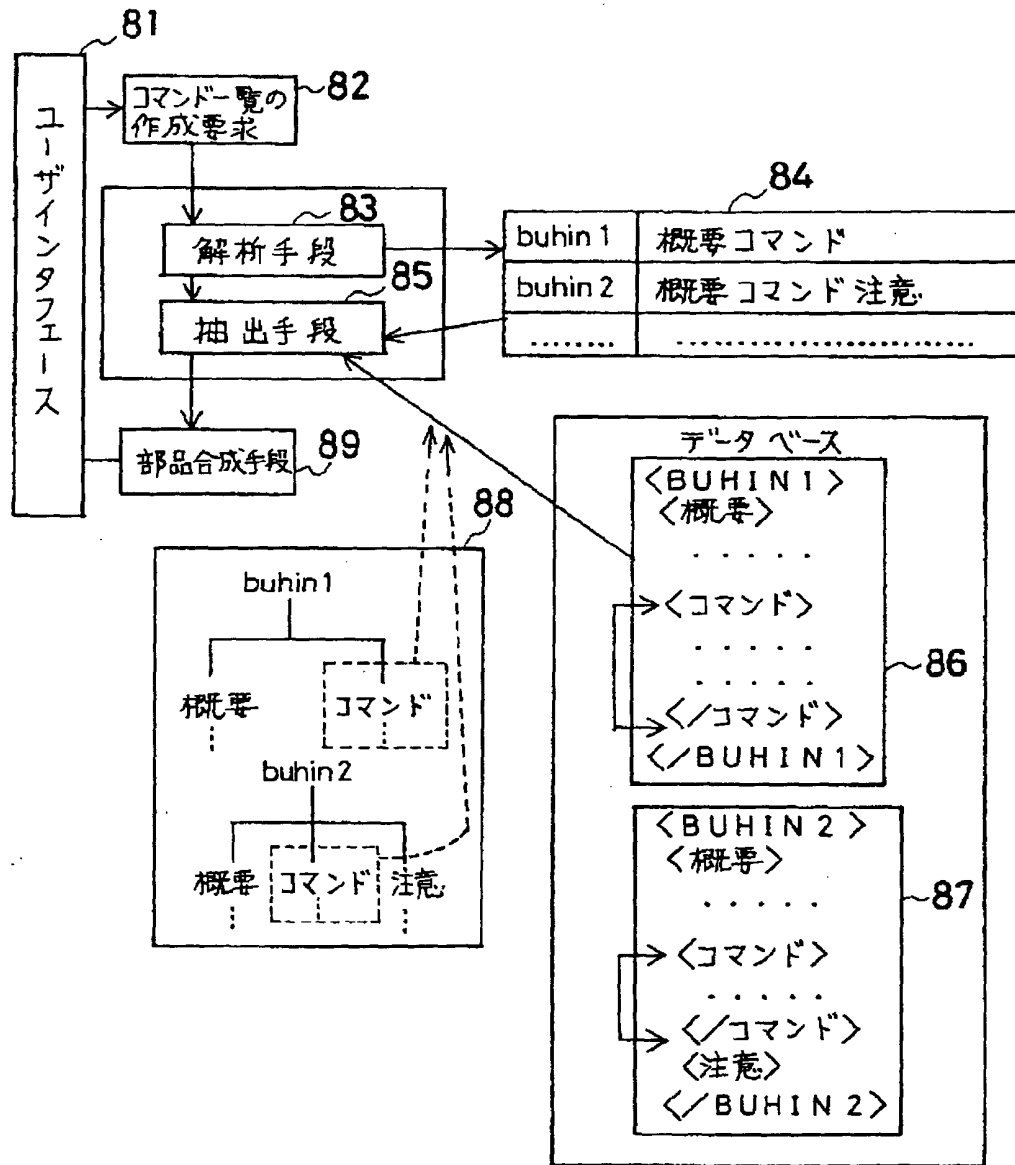 81
ユーザインタフェース
82
コマンド一覧の
作成要求
83
解析手段
84
buhin 1 概要 コマンド
buhin 2 概要 コマンド 注意
........ ..........................
85
抽出手段
89
部品合成手段
88
buhin 1
概要 コマンド
buhin 2
概要 コマンド 注意
データベース
86
<BUHIN1>
<概要>
. . . . .
<コマンド>
. . . . .
. . . . .
</コマンド>
</BUHIN1>
87
<BUHIN2>
<概要>
. . . . .
<コマンド>
. . . . .
</コマンド>
<注意>
</BUHIN2>